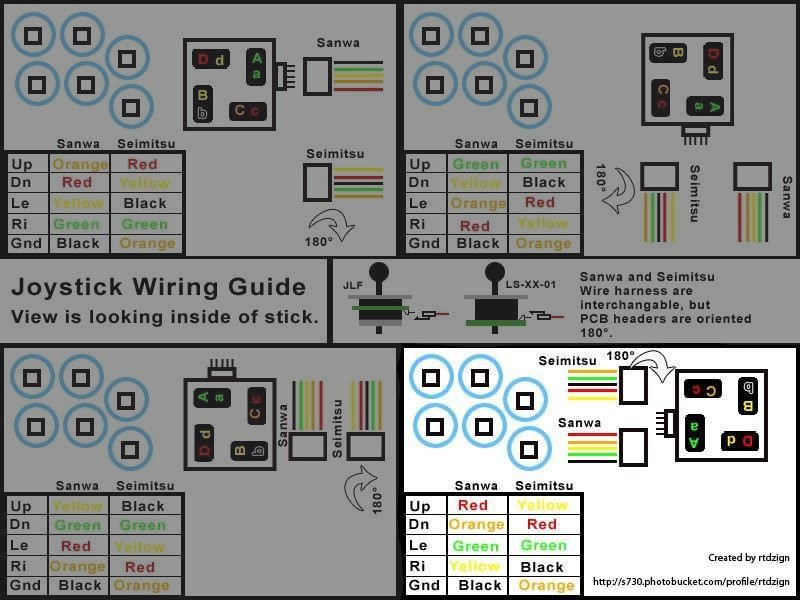 Sanwa
D d
A
a
B
b
C c
Seimitsu
180°
Sanwa Seimitsu
Up Orange Red
Dn Red Yellow
Le Yellow Black
Ri Green Green
Gnd Black Orange
b B
D
d
C
c
A
a
180°
Seimitsu
Sanwa
Sanwa Seimitsu
Up Green Green
Dn Yellow Black
Le Orange Red
Ri Red Yellow
Gnd Black Orange
Joystick Wiring Guide
View is looking inside of stick.
JLF
LS-XX-01
Sanwa and Seimitsu
Wire harness are
interchangable, but
PCB headers are oriented
180°.
A a
C
c
D
d
B b
Sanwa
Seimitsu
180°
Sanwa Seimitsu
Up Yellow Black
Dn Green Green
Le Red Yellow
Ri Orange Red
Gnd Black Orange
Seimitsu
180°
Sanwa
c C
b
B
a
A
d D
Sanwa Seimitsu
Up Red Yellow
Dn Orange Red
Le Green Green
Ri Yellow Black
Gnd Black Orange
Created by rtdzign
http://s730.photobucket.com/profile/rtdzign